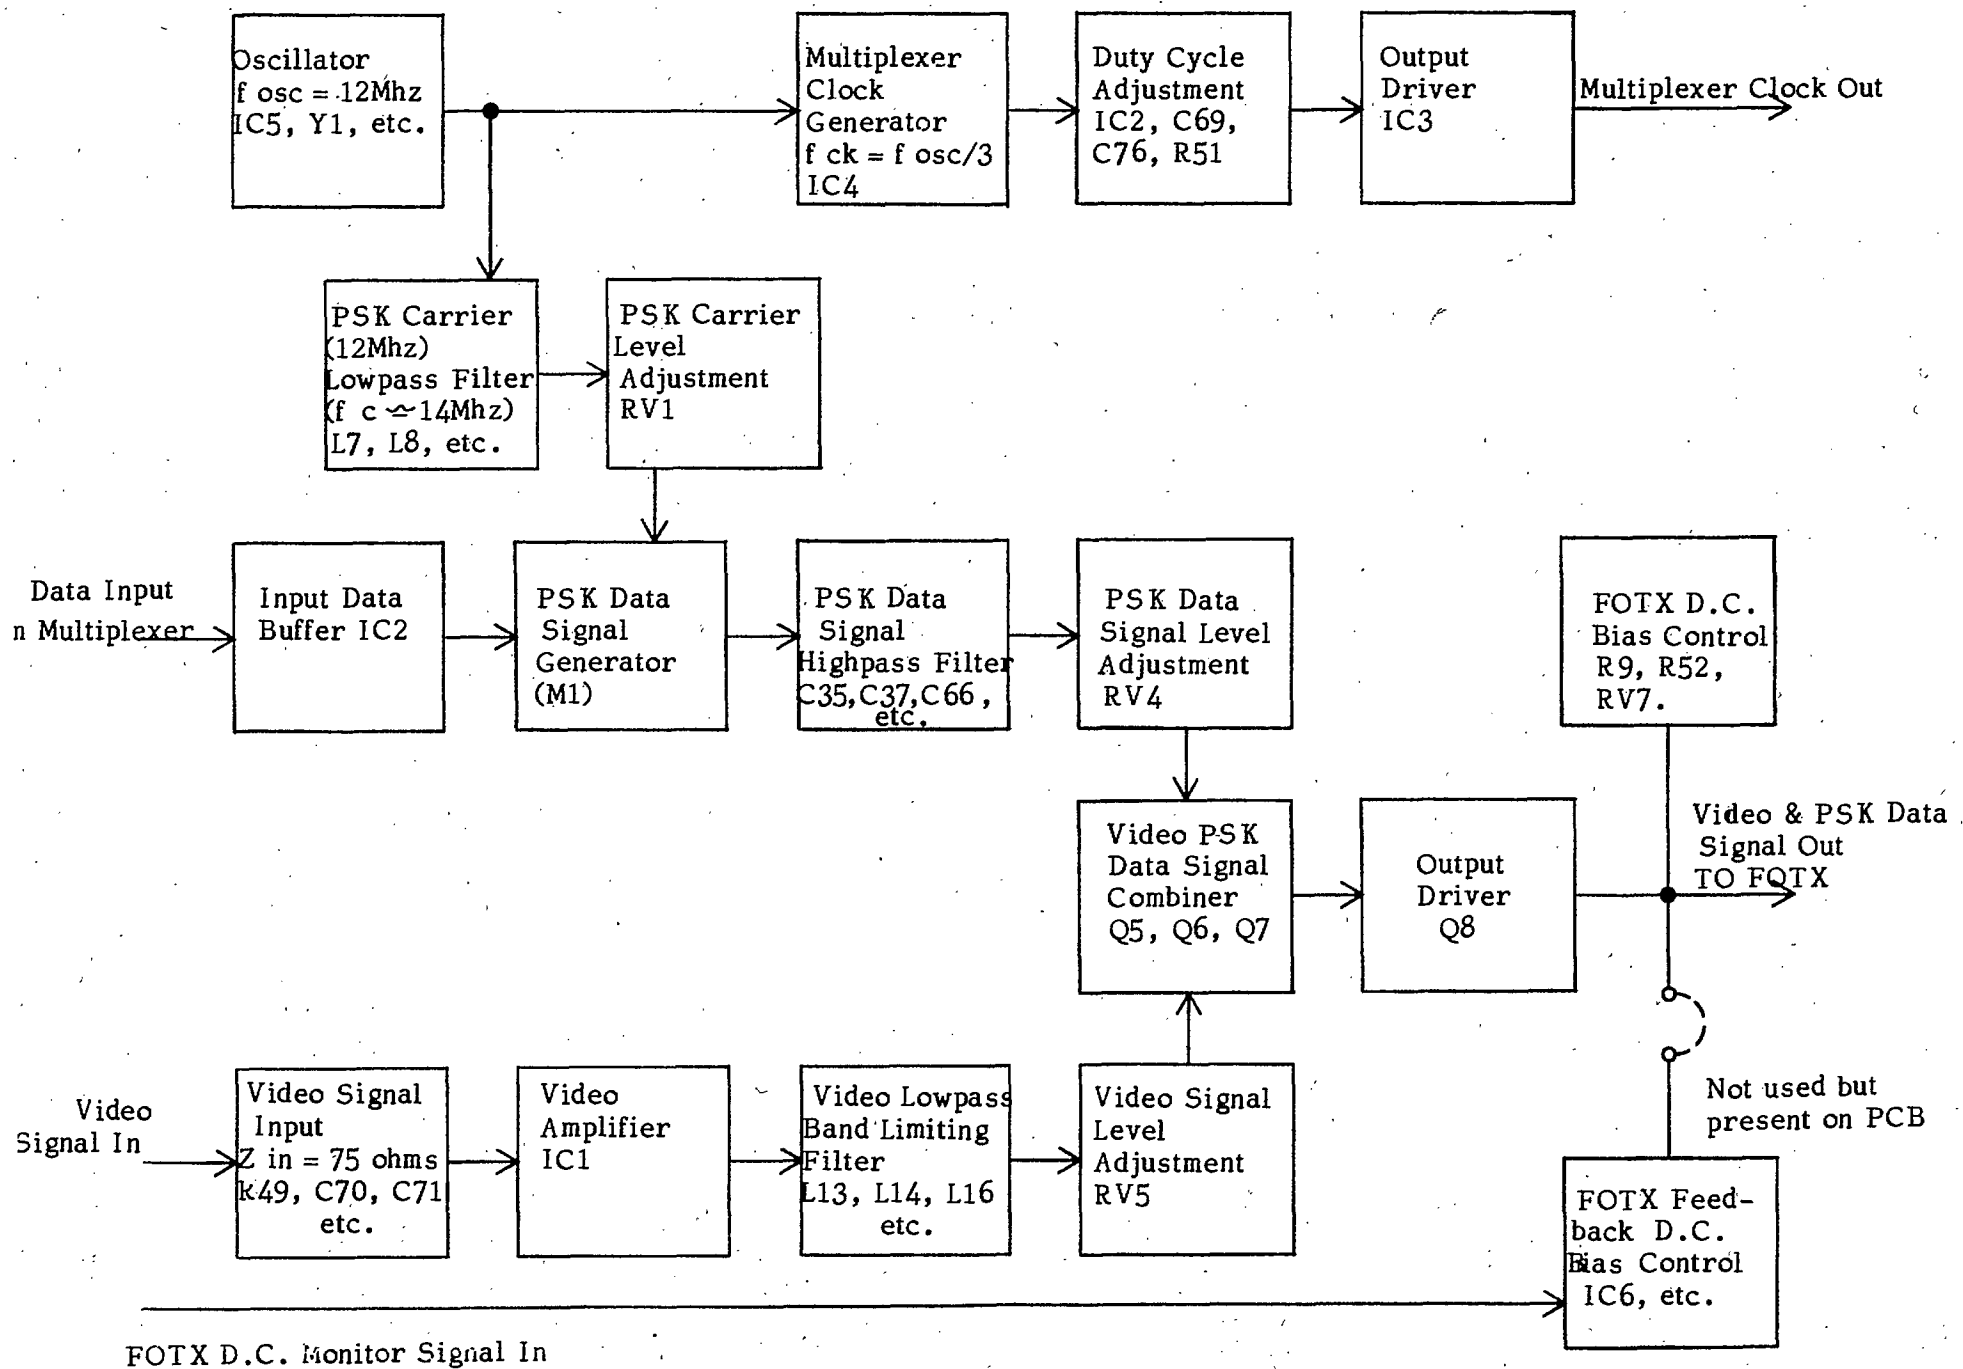 Oscillator
f osc = 12Mhz
IC5, Y1, etc.
Multiplexer
Clock
Generator
f ck = f osc/3
IC4
Duty Cycle
Adjustment
IC2, C69,
C76, R51
Output
Driver
IC3
Multiplexer Clock Out
PSK Carrier
(12Mhz)
Lowpass Filter
(f c ≃ 14Mhz)
L7, L8, etc.
PSK Carrier
Level
Adjustment
RV1
Data Input
n Multiplexer
Input Data
Buffer IC2
PSK Data
Signal
Generator
(M1)
PSK Data
Signal
Highpass Filter
C35,C37,C66,
etc.
PSK Data
Signal Level
Adjustment
RV4
FOTX D.C.
Bias Control
R9, R52,
RV7.
Video PSK
Data Signal
Combiner
Q5, Q6, Q7
Output
Driver
Q8
Video & PSK Data
Signal Out
TO FOTX
Video
Signal In
Video Signal
Input
Z in = 75 ohms
R49, C70, C71
etc.
Video
Amplifier
IC1
Video Lowpass
Band Limiting
Filter
L13, L14, L16
etc.
Video Signal
Level
Adjustment
RV5
Not used but
present on PCB
FOTX Feed-
back D.C.
Bias Control
IC6, etc.
FOTX D.C. Monitor Signal In